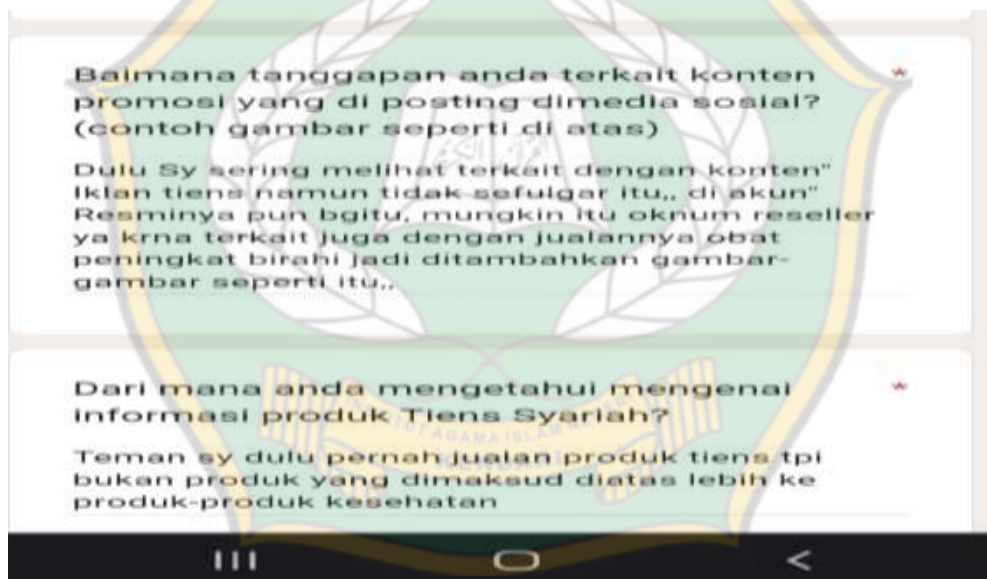 Baimana tanggapan anda terkait konten *
promosi yang di posting dimedia sosial?
(contoh gambar seperti di atas)
Dulu Sy sering melihat terkait dengan konten"
Iklan tiens namun tidak sefulgar itu,, di akun"
Resminya pun bgitu, mungkin itu oknum reseller
ya krna terkait juga dengan jualannya obat
peningkat birahi jadi ditambahkan gambar-
gambar seperti itu,,
Dari mana anda mengetahui mengenai *
informasi produk Tiens Syariah?
AGAMA ISLAM
Teman sy dulu pernah jualan produk tiens tpi
bukan produk yang dimaksud diatas lebih ke
produk-produk kesehatan